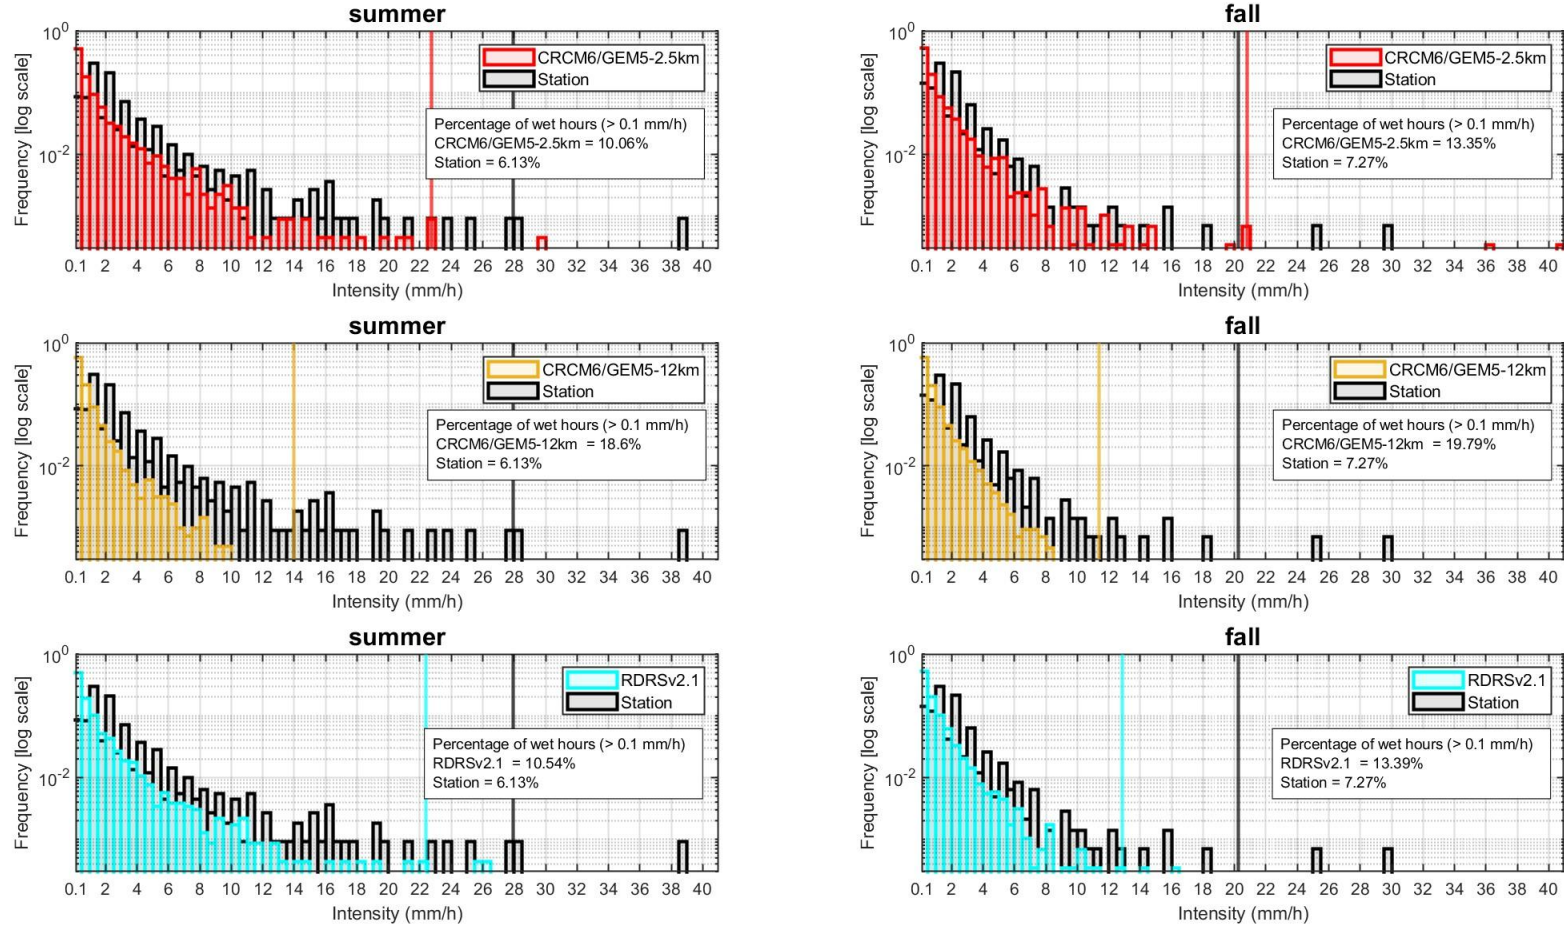 summer
Frequency [log scale]
10^0
10^-2
CRCM6/GEM5-2.5km
Station
Percentage of wet hours (> 0.1 mm/h)
CRCM6/GEM5-2.5km = 10.06%
Station = 6.13%
0.1 2 4 6 8 10 12 14 16 18 20 22 24 26 28 30 32 34 36 38 40
Intensity (mm/h)
fall
Frequency [log scale]
10^0
10^-2
CRCM6/GEM5-2.5km
Station
Percentage of wet hours (> 0.1 mm/h)
CRCM6/GEM5-2.5km = 13.35%
Station = 7.27%
0.1 2 4 6 8 10 12 14 16 18 20 22 24 26 28 30 32 34 36 38 40
Intensity (mm/h)
summer
Frequency [log scale]
10^0
10^-2
CRCM6/GEM5-12km
Station
Percentage of wet hours (> 0.1 mm/h)
CRCM6/GEM5-12km = 18.6%
Station = 6.13%
0.1 2 4 6 8 10 12 14 16 18 20 22 24 26 28 30 32 34 36 38 40
Intensity (mm/h)
fall
Frequency [log scale]
10^0
10^-2
CRCM6/GEM5-12km
Station
Percentage of wet hours (> 0.1 mm/h)
CRCM6/GEM5-12km = 19.79%
Station = 7.27%
0.1 2 4 6 8 10 12 14 16 18 20 22 24 26 28 30 32 34 36 38 40
Intensity (mm/h)
summer
Frequency [log scale]
10^0
10^-2
RDRSv2.1
Station
Percentage of wet hours (> 0.1 mm/h)
RDRSv2.1 = 10.54%
Station = 6.13%
0.1 2 4 6 8 10 12 14 16 18 20 22 24 26 28 30 32 34 36 38 40
Intensity (mm/h)
fall
Frequency [log scale]
10^0
10^-2
RDRSv2.1
Station
Percentage of wet hours (> 0.1 mm/h)
RDRSv2.1 = 13.39%
Station = 7.27%
0.1 2 4 6 8 10 12 14 16 18 20 22 24 26 28 30 32 34 36 38 40
Intensity (mm/h)